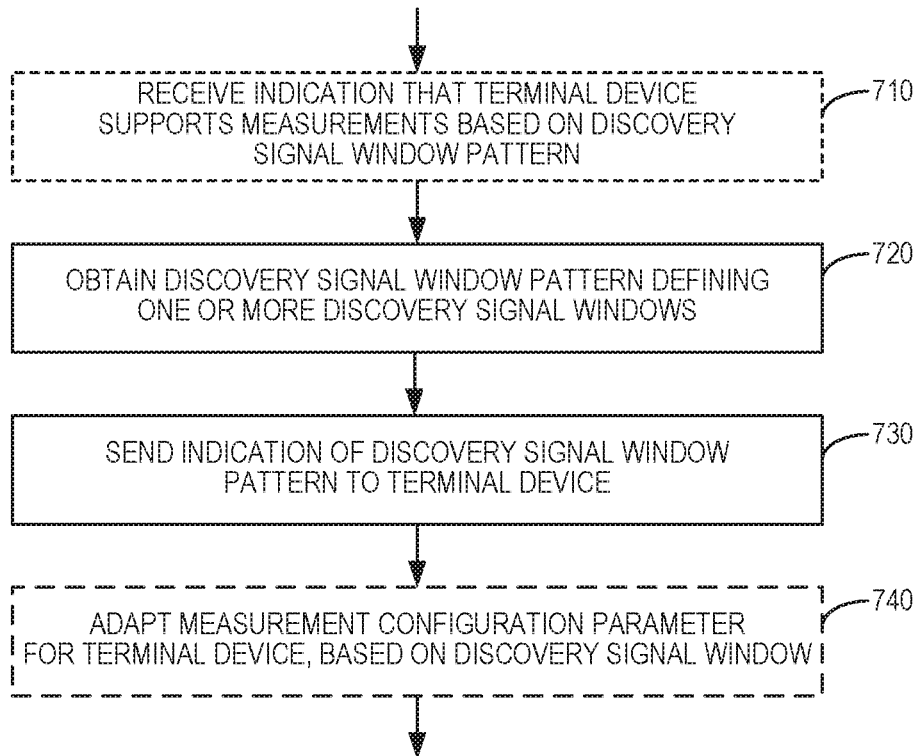 RECEIVE INDICATION THAT TERMINAL DEVICE
SUPPORTS MEASUREMENTS BASED ON DISCOVERY
SIGNAL WINDOW PATTERN
710
OBTAIN DISCOVERY SIGNAL WINDOW PATTERN DEFINING
ONE OR MORE DISCOVERY SIGNAL WINDOWS
720
SEND INDICATION OF DISCOVERY SIGNAL WINDOW
PATTERN TO TERMINAL DEVICE
730
ADAPT MEASUREMENT CONFIGURATION PARAMETER
FOR TERMINAL DEVICE, BASED ON DISCOVERY SIGNAL WINDOW
740